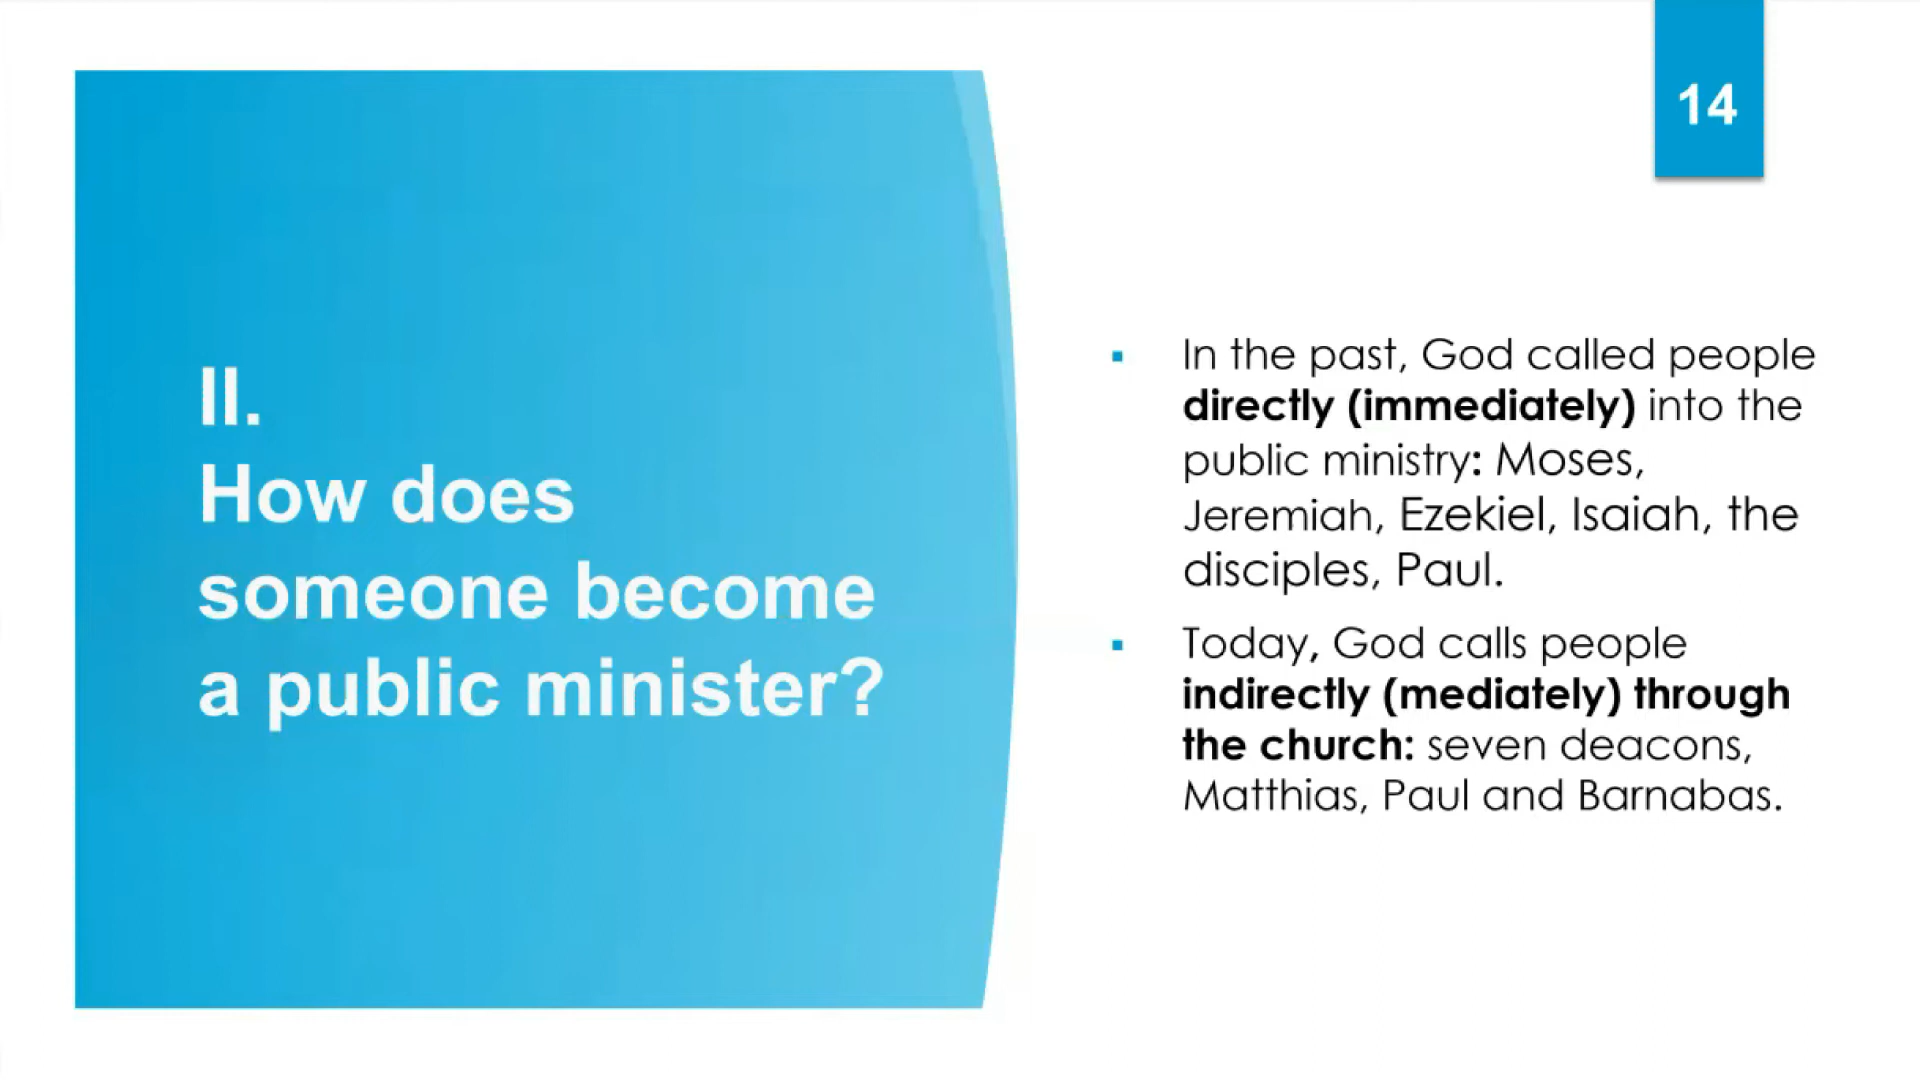 14
II.
How does
someone become
a public minister?
▪ In the past, God called people
directly (immediately) into the
public ministry: Moses,
Jeremiah, Ezekiel, Isaiah, the
disciples, Paul.
▪ Today, God calls people
indirectly (mediately) through
the church: seven deacons,
Matthias, Paul and Barnabas.